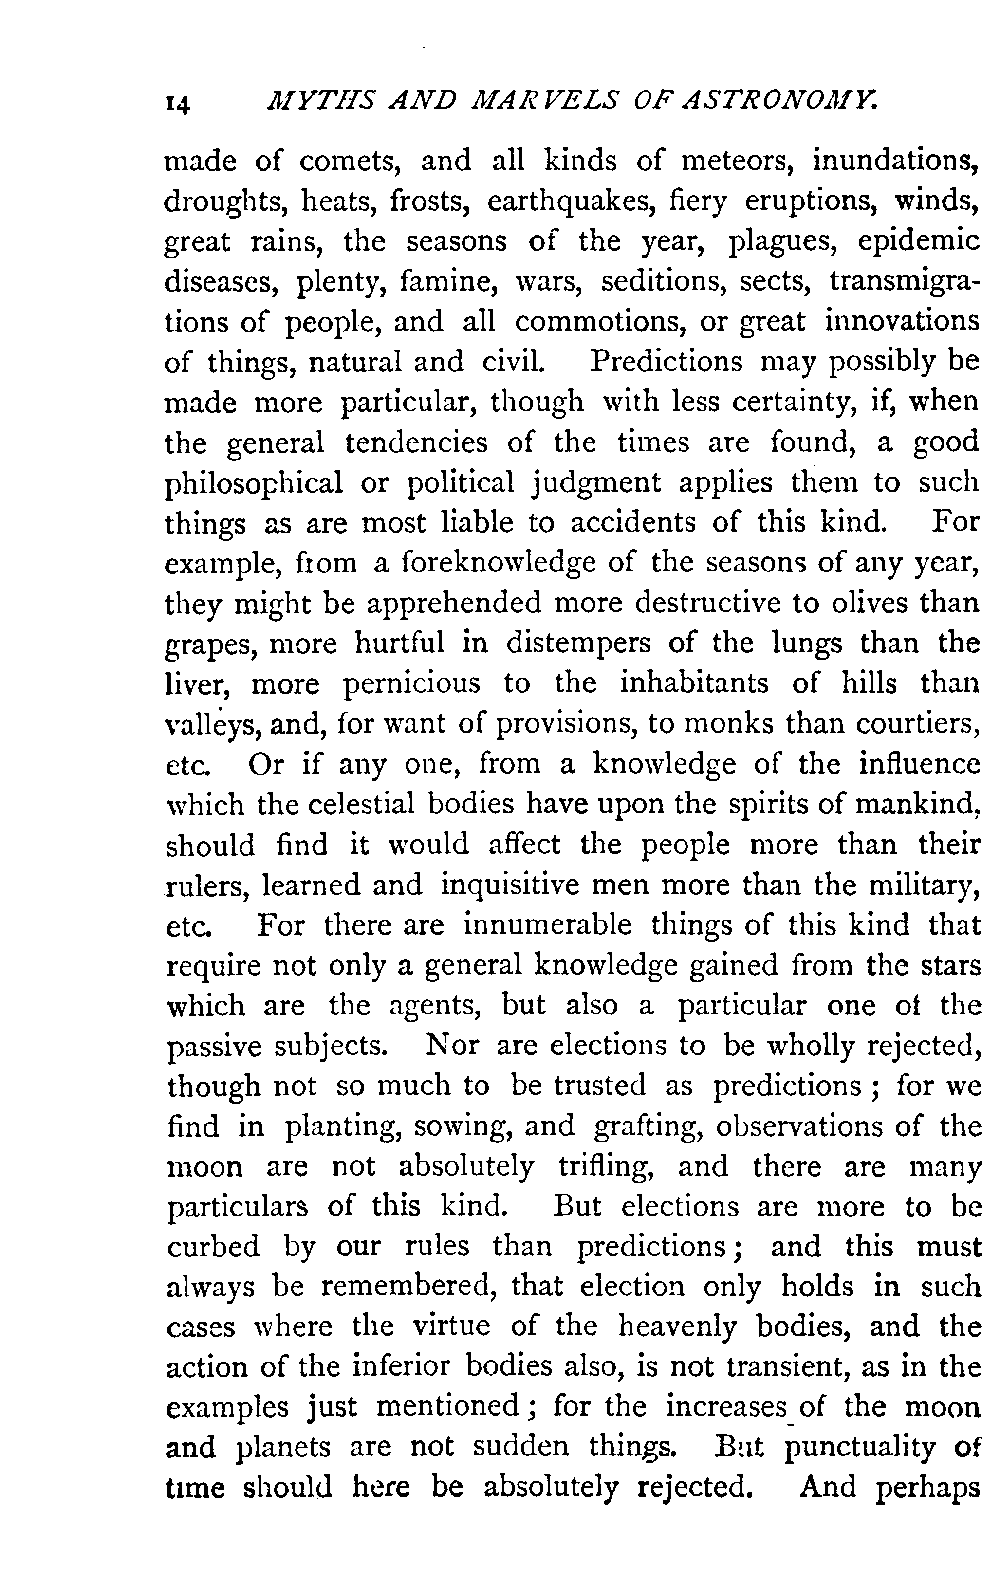 14 MYTHS AND MARVELS OF ASTRONOMY.
made of comets, and all kinds of meteors, inundations,
droughts, heats, frosts, earthquakes, fiery eruptions, winds,
great rains, the seasons of the year, plagues, epidemic
diseases, plenty, famine, wars, seditions, sects, transmigra-
tions of people, and all commotions, or great innovations
of things, natural and civil. Predictions may possibly be
made more particular, though with less certainty, if, when
the general tendencies of the times are found, a good
philosophical or political judgment applies them to such
things as are most liable to accidents of this kind. For
example, from a foreknowledge of the seasons of any year,
they might be apprehended more destructive to olives than
grapes, more hurtful in distempers of the lungs than the
liver, more pernicious to the inhabitants of hills than
valleys, and, for want of provisions, to monks than courtiers,
etc. Or if any one, from a knowledge of the influence
which the celestial bodies have upon the spirits of mankind,
should find it would affect the people more than their
rulers, learned and inquisitive men more than the military,
etc. For there are innumerable things of this kind that
require not only a general knowledge gained from the stars
which are the agents, but also a particular one of the
passive subjects. Nor are elections to be wholly rejected,
though not so much to be trusted as predictions ; for we
find in planting, sowing, and grafting, observations of the
moon are not absolutely trifling, and there are many
particulars of this kind. But elections are more to be
curbed by our rules than predictions ; and this must
always be remembered, that election only holds in such
cases where the virtue of the heavenly bodies, and the
action of the inferior bodies also, is not transient, as in the
examples just mentioned ; for the increases of the moon
and planets are not sudden things. But punctuality of
time should here be absolutely rejected. And perhaps